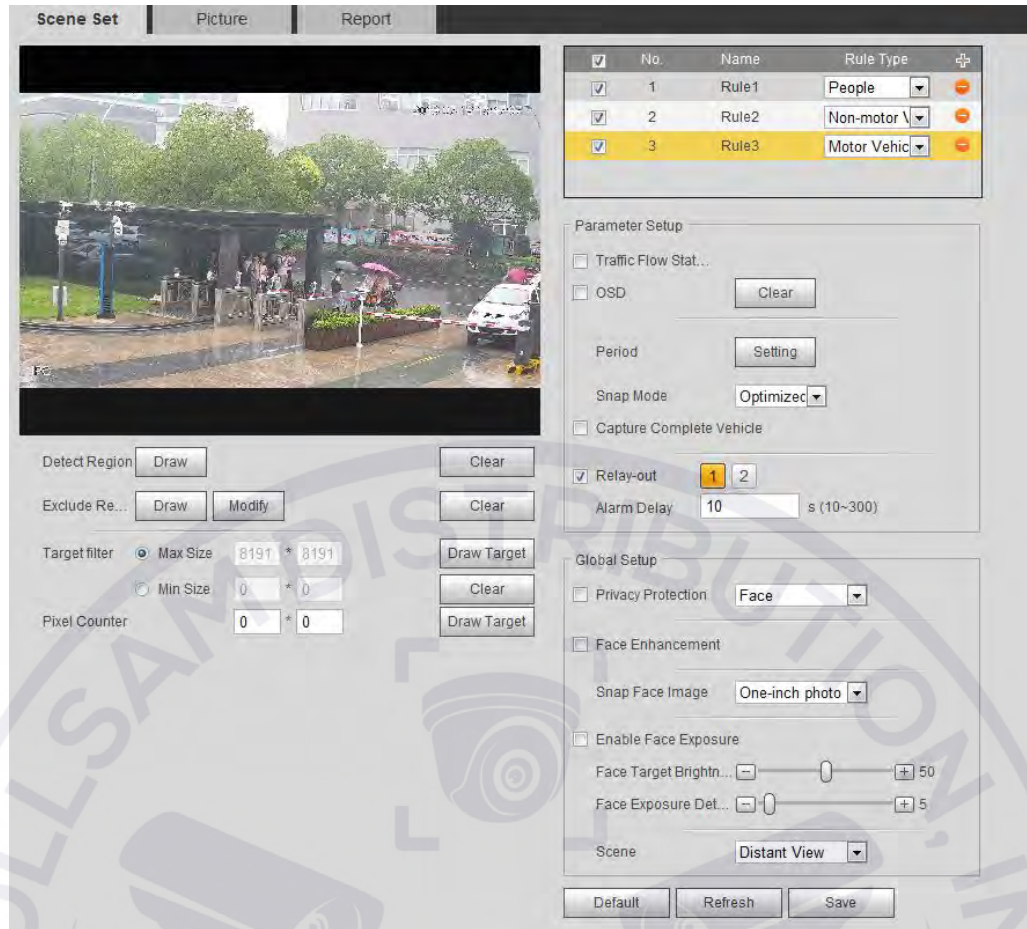 Scene Set Picture Report
No. Name Rule Type
1 Rule1 People
2 Rule2 Non-motor V
3 Rule3 Motor Vehic
Parameter Setup
Traffic Flow Stat...
OSD Clear
Period Setting
Snap Mode Optimized
Capture Complete Vehicle
Relay-out 1 2
Alarm Delay 10 s (10~300)
Detect Region Draw Clear
Exclude Re... Draw Modify Clear
Target filter Max Size 8191 * 8191 Draw Target
Min Size 0 * 0 Clear
Pixel Counter 0 * 0 Draw Target
Global Setup
Privacy Protection Face
Face Enhancement
Snap Face Image One-inch photo
Enable Face Exposure
Face Target Brightn... 50
Face Exposure Det... 5
Scene Distant View
Default Refresh Save
PC
DISTRIBUTION, IN